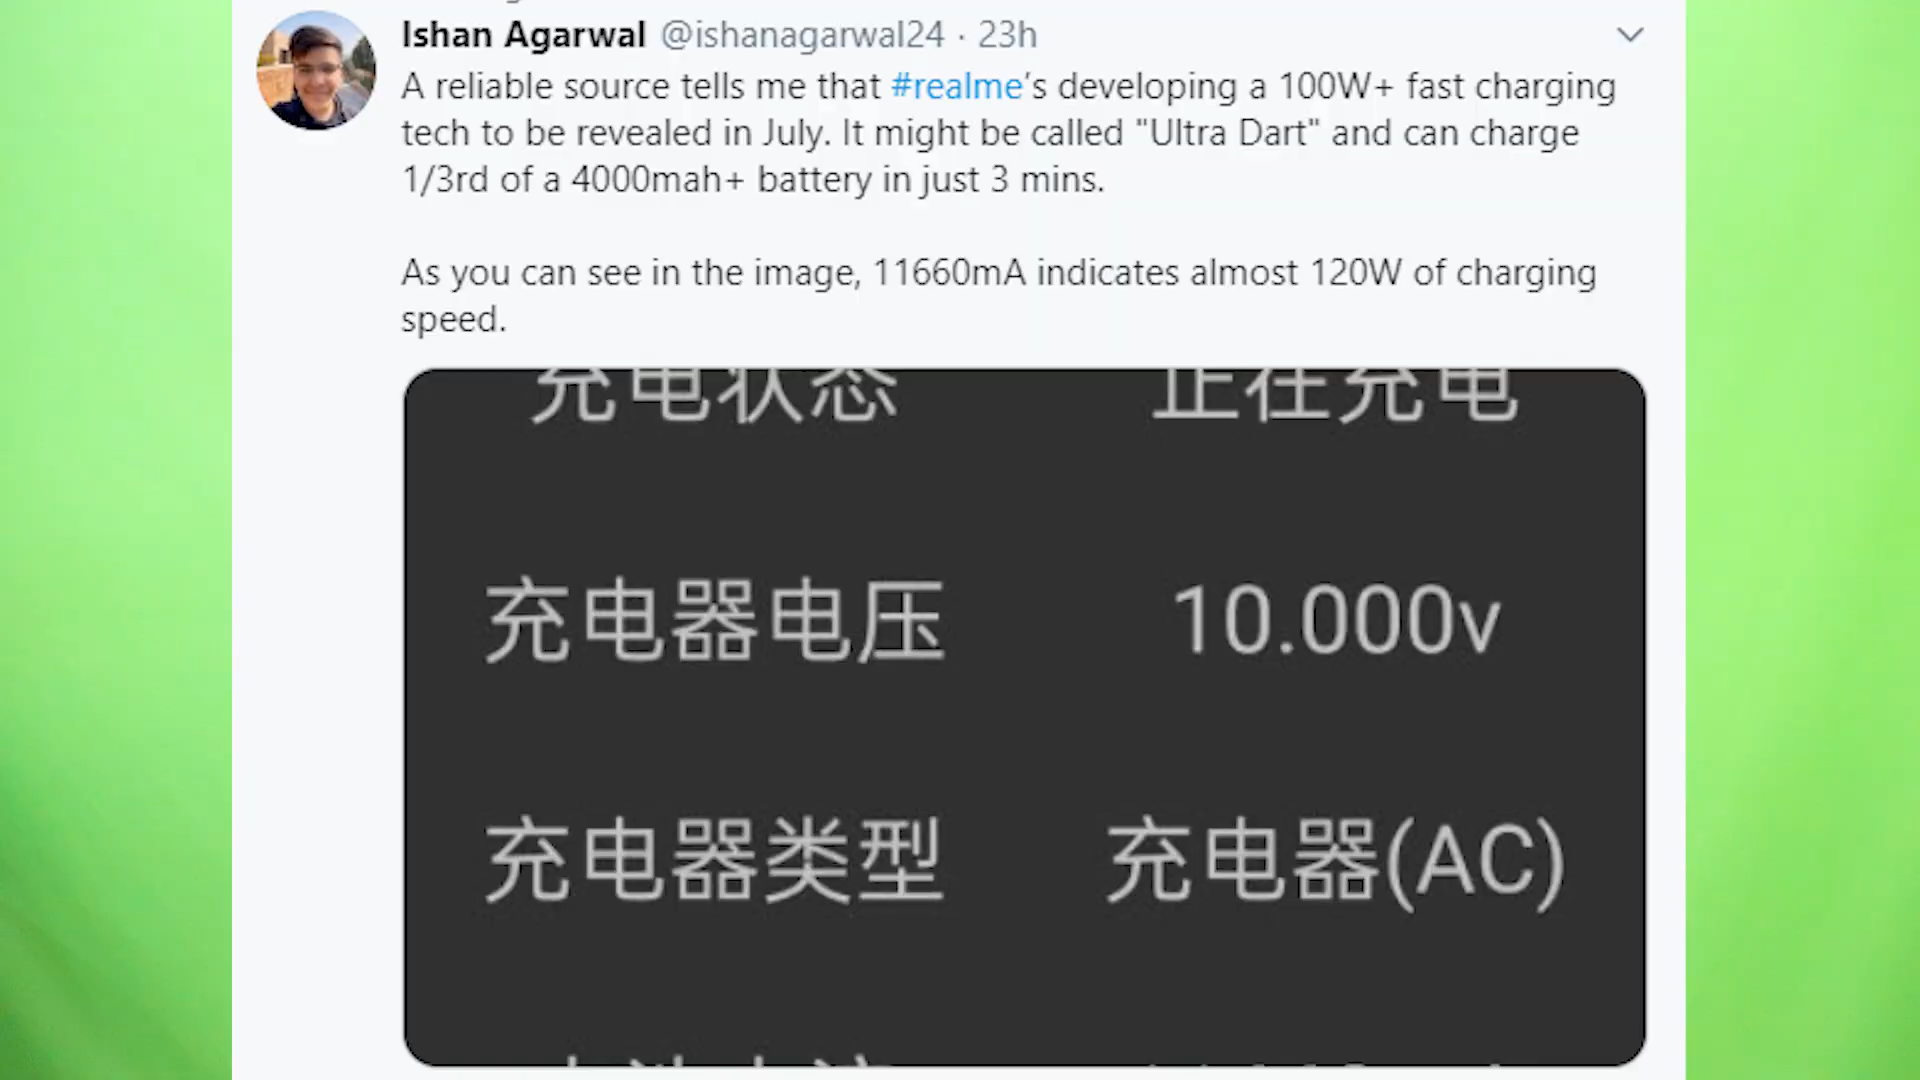 Ishan Agarwal @ishanagarwal24 · 23h
A reliable source tells me that #realme's developing a 100W+ fast charging
tech to be revealed in July. It might be called "Ultra Dart" and can charge
1/3rd of a 4000mah+ battery in just 3 mins.
As you can see in the image, 11660mA indicates almost 120W of charging
speed.
充电状态 正在充电
充电器电压 10.000v
充电器类型 充电器(AC)